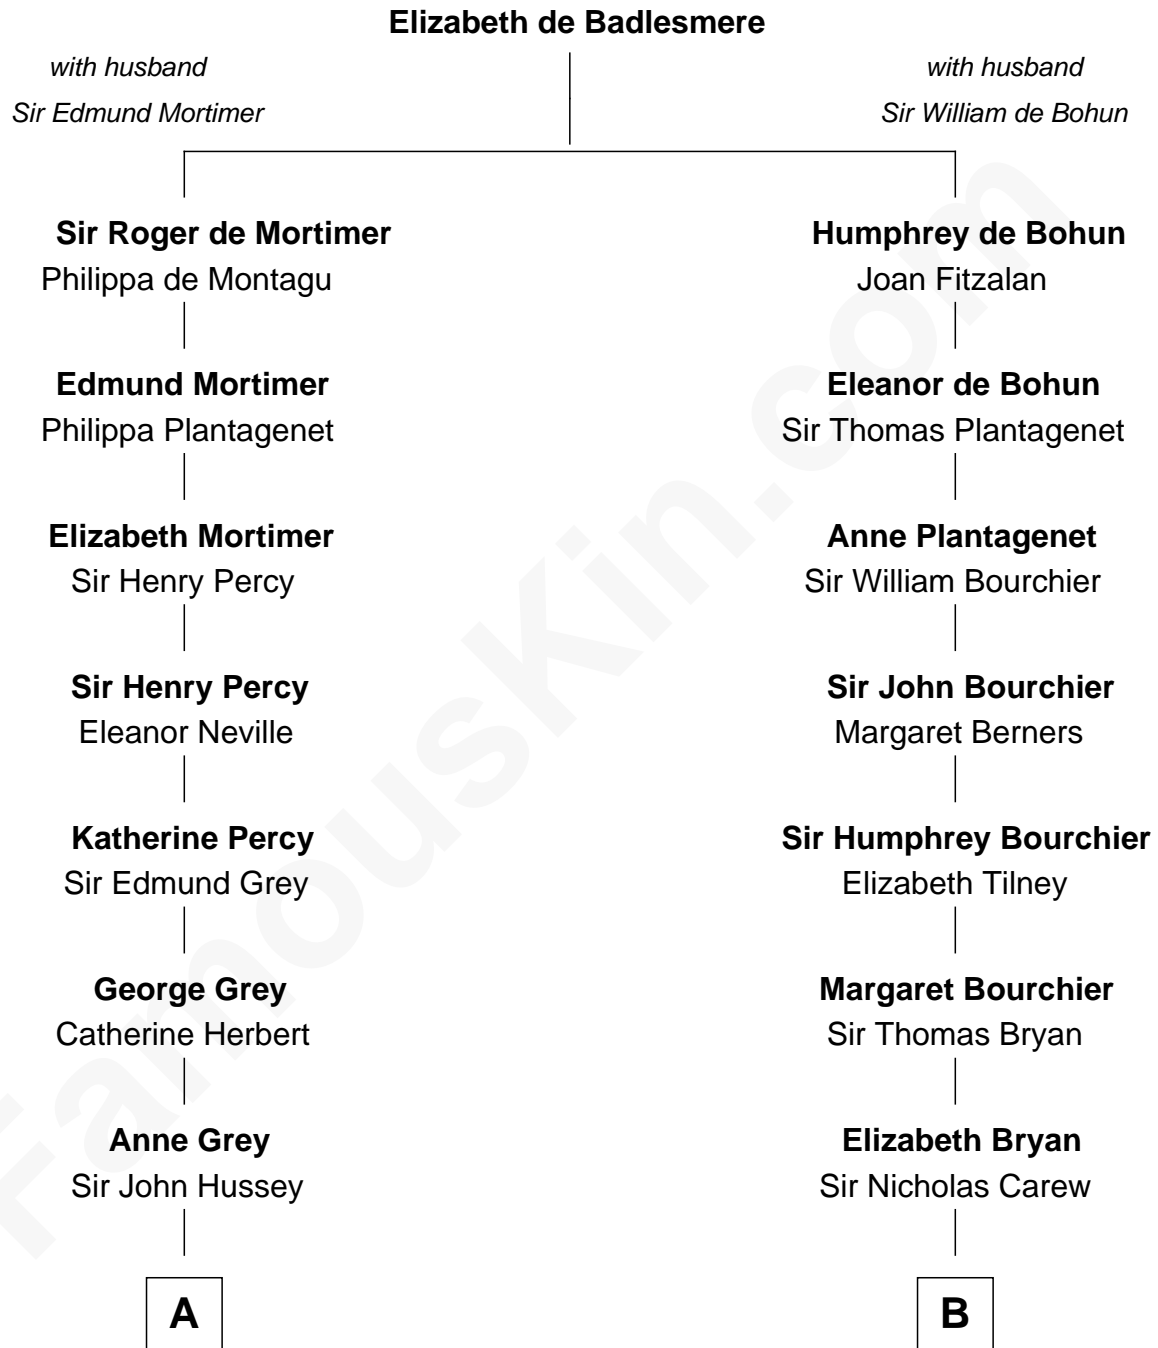 Elizabeth de Badlesmere
with husband
Sir Edmund Mortimer
with husband
Sir William de Bohun
Sir Roger de Mortimer
Philippa de Montagu
Humphrey de Bohun
Joan Fitzalan
Edmund Mortimer
Philippa Plantagenet
Eleanor de Bohun
Sir Thomas Plantagenet
Elizabeth Mortimer
Sir Henry Percy
Anne Plantagenet
Sir William Bourchier
Sir Henry Percy
Eleanor Neville
Sir John Bourchier
Margaret Berners
Katherine Percy
Sir Edmund Grey
Sir Humphrey Bourchier
Elizabeth Tilney
George Grey
Catherine Herbert
Margaret Bourchier
Sir Thomas Bryan
Anne Grey
Sir John Hussey
Elizabeth Bryan
Sir Nicholas Carew
A
B
FamousKin.com